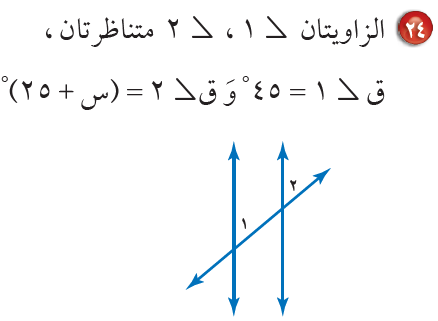 ٢٤ الزاويتان ∠ ١ ، ∠ ٢ متناظرتان ،
ق ∠ ١ = ٤٥° وَ ق ∠ ٢ = (س + ٢٥)°
٢
١